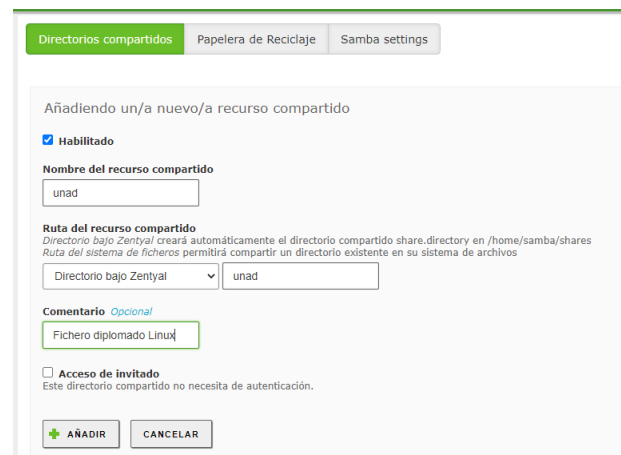 Directorios compartidos Papelera de Reciclaje Samba settings
Añadiendo un/a nuevo/a recurso compartido
Habilitado
Nombre del recurso compartido
unad
Ruta del recurso compartido
Directorio bajo Zentyal creará automáticamente el directorio compartido share.directory en /home/samba/shares
Ruta del sistema de ficheros permitirá compartir un directorio existente en su sistema de archivos
Directorio bajo Zentyal unad
Comentario Opcional
Fichero diplomado Linux
Acceso de invitado
Este directorio compartido no necesita de autenticación.
AÑADIR CANCELAR